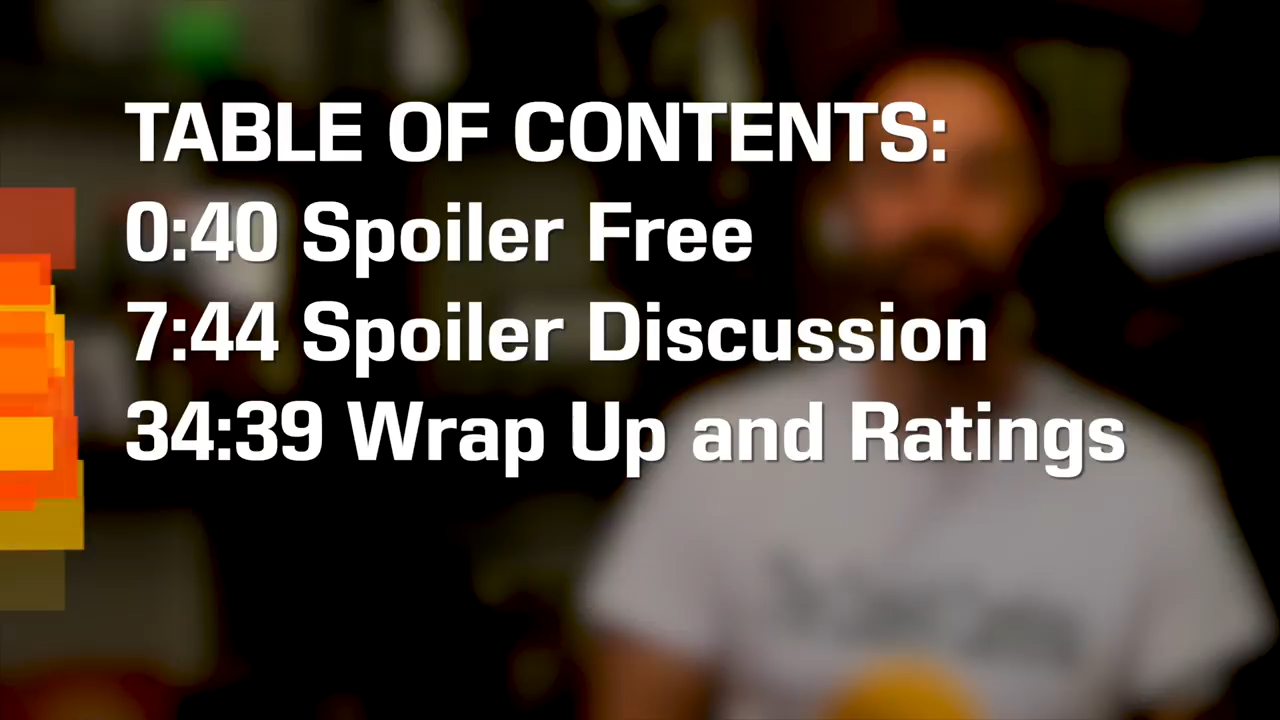 TABLE OF CONTENTS:
0:40 Spoiler Free
7:44 Spoiler Discussion
34:39 Wrap Up and Ratings